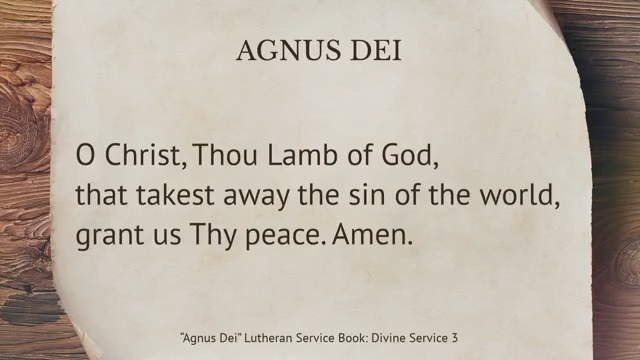 AGNUS DEI
O Christ, Thou Lamb of God,
that takest away the sin of the world,
grant us Thy peace. Amen.
“Agnus Dei” Lutheran Service Book: Divine Service 3